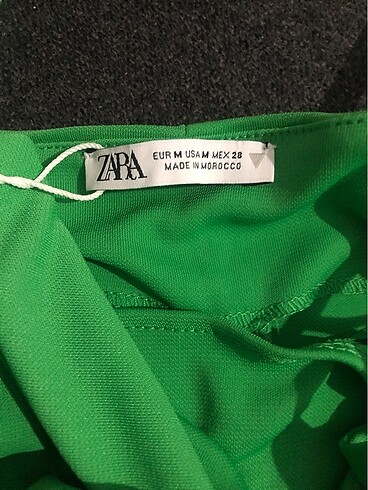 ZARA
EUR M USA M MEX 28
MADE IN MOROCCO